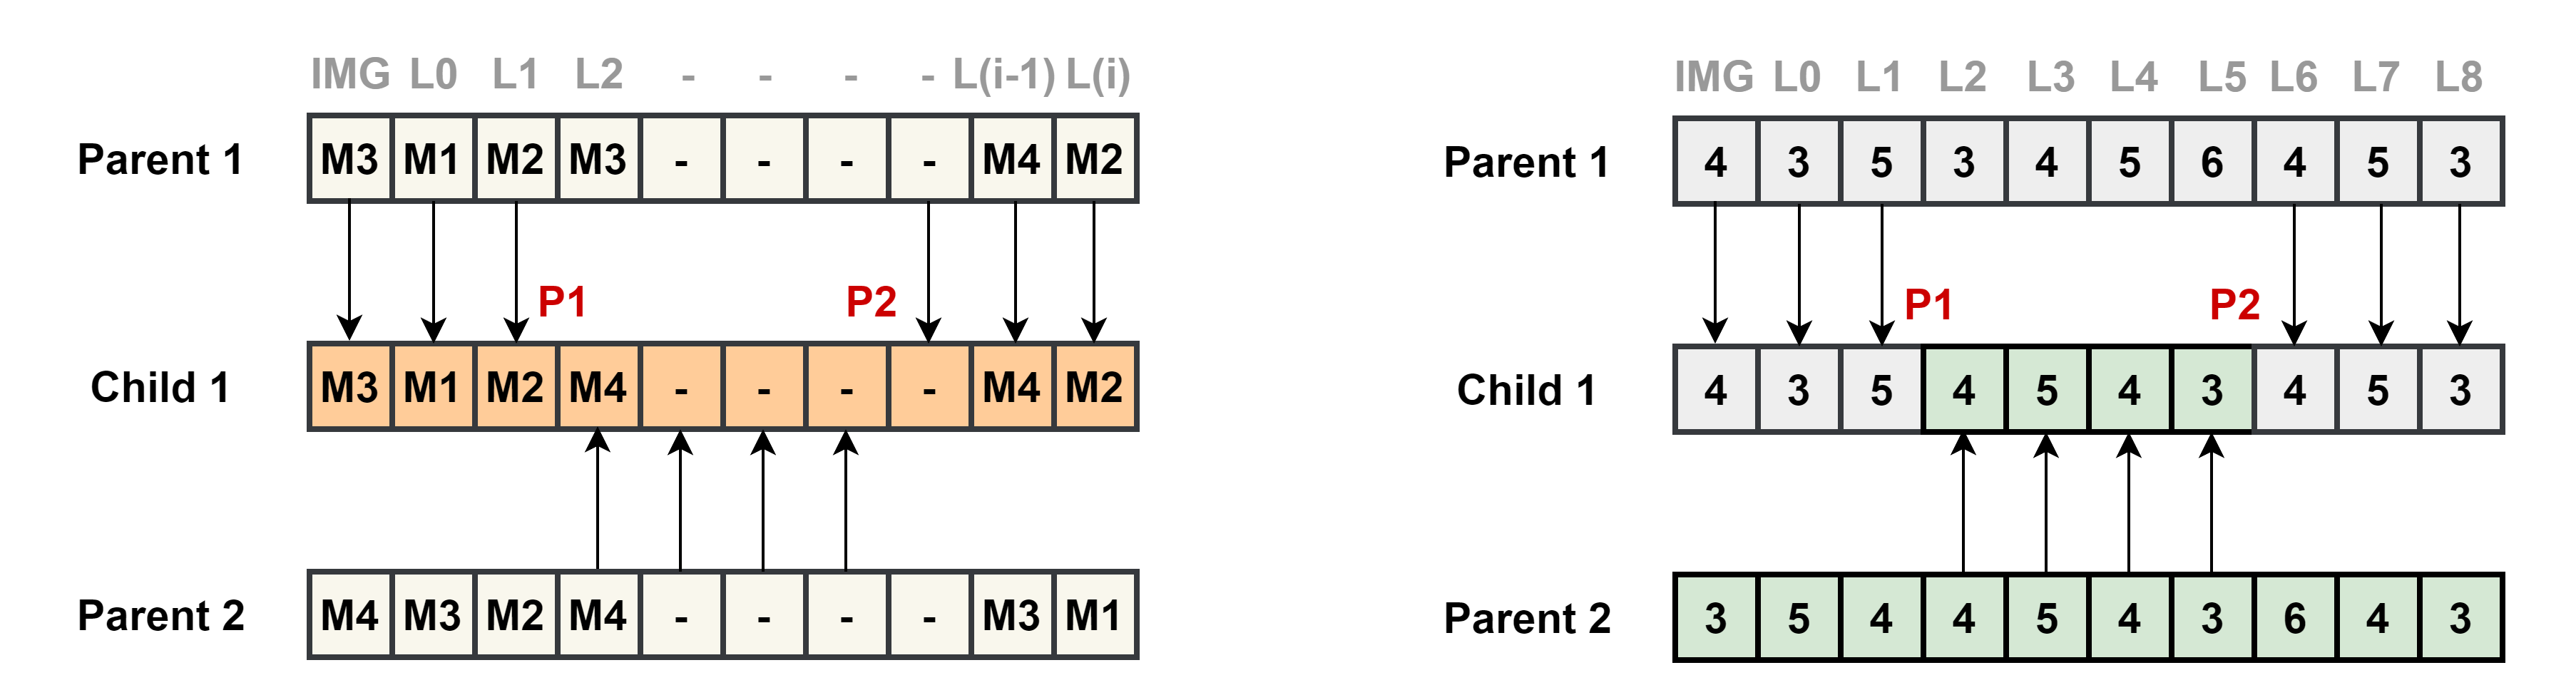 IMG L0 L1 L2 - - - - L(i-1) L(i)
Parent 1 M3 M1 M2 M3 - - - - M4 M2
P1 P2
Child 1 M3 M1 M2 M4 - - - - M4 M2
Parent 2 M4 M3 M2 M4 - - - - M3 M1
IMG L0 L1 L2 L3 L4 L5 L6 L7 L8
Parent 1 4 3 5 3 4 5 6 4 5 3
P1 P2
Child 1 4 3 5 4 5 4 3 4 5 3
Parent 2 3 5 4 4 5 4 3 6 4 3